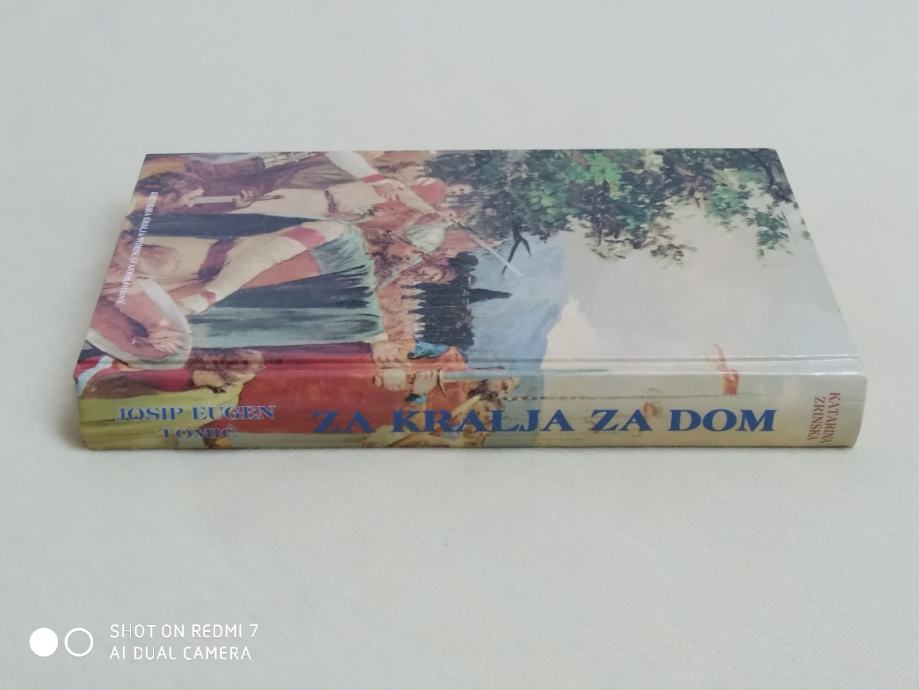 JOSIP EUGEN
TOMIĆ
ZA KRALJA ZA DOM
KATARINA
ZRINSKA
SHOT ON REDMI 7
AI DUAL CAMERA